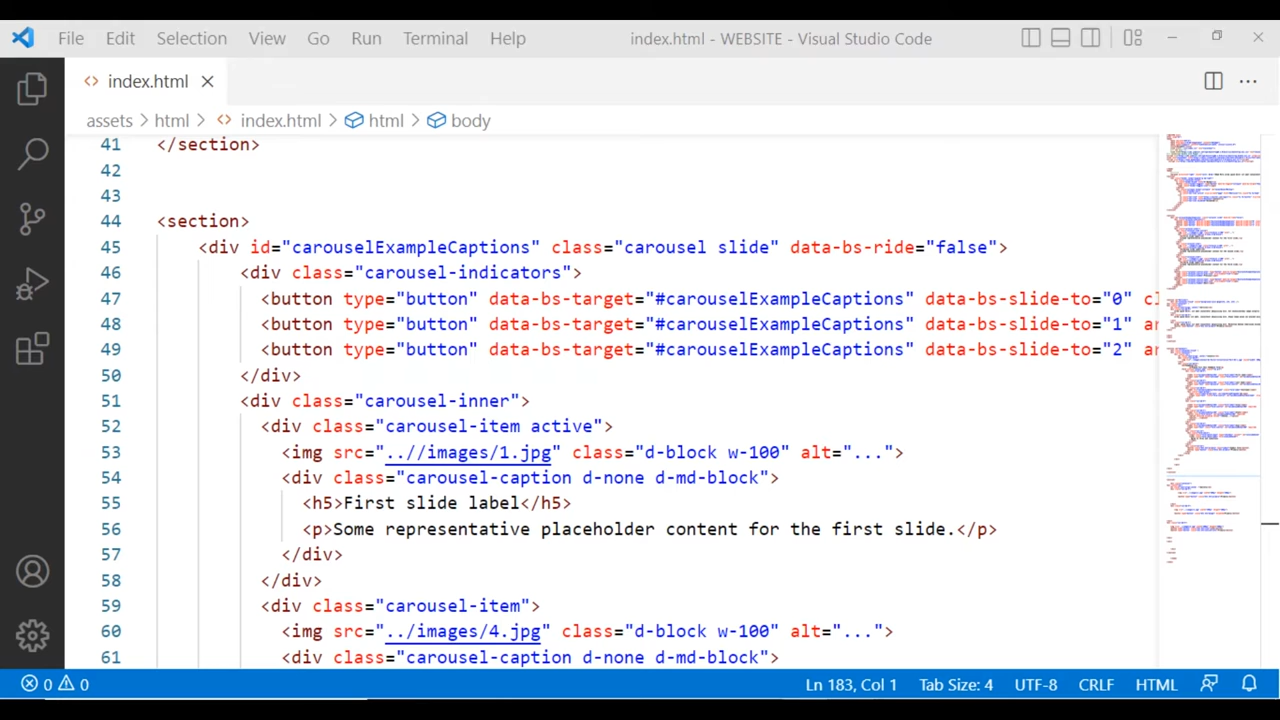 File Edit Selection View Go Run Terminal Help index.html - WEBSITE - Visual Studio Code
index.html
assets > html > index.html > html > body
41 </section>
42
43
44 <section>
45 <div id="carouselExampleCaptions" class="carousel slide" data-bs-ride="false">
46 <div class="carousel-indicators">
47 <button type="button" data-bs-target="#carouselExampleCaptions" data-bs-slide-to="0" cl
48 <button type="button" data-bs-target="#carouselExampleCaptions" data-bs-slide-to="1" ar
49 <button type="button" data-bs-target="#carouselExampleCaptions" data-bs-slide-to="2" ar
50 </div>
51 <div class="carousel-inner">
52 <div class="carousel-item active">
53 <img src="..//images/1.jpg" class="d-block w-100" alt="...">
54 <div class="carousel-caption d-none d-md-block">
55 <h5>First slide label</h5>
56 <p>Some representative placeholder content for the first slide.</p>
57 </div>
58 </div>
59 <div class="carousel-item">
60 <img src="../images/4.jpg" class="d-block w-100" alt="...">
61 <div class="carousel-caption d-none d-md-block">
0 0 Ln 183, Col 1 Tab Size: 4 UTF-8 CRLF HTML